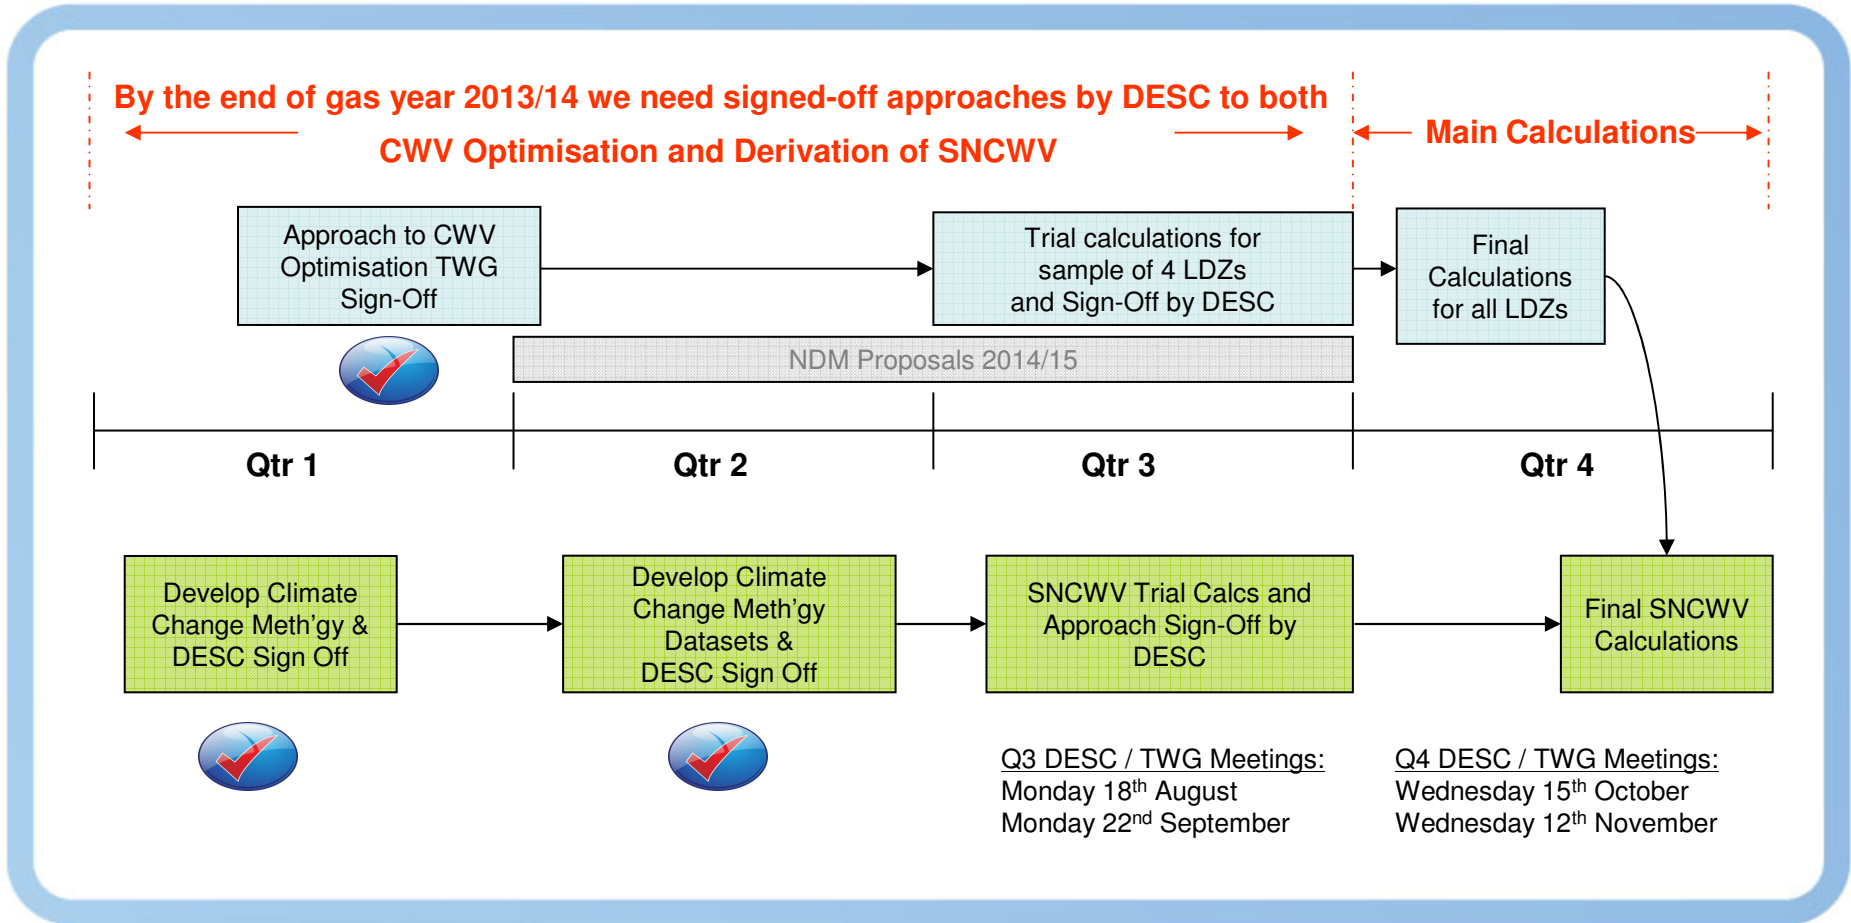 By the end of gas year 2013/14 we need signed-off approaches by DESC to both
CWV Optimisation and Derivation of SNCWV
Main Calculations
Approach to CWV
Optimisation TWG
Sign-Off
Trial calculations for
sample of 4 LDZs
and Sign-Off by DESC
Final
Calculations
for all LDZs
NDM Proposals 2014/15
Qtr 1
Qtr 2
Qtr 3
Qtr 4
Develop Climate
Change Meth'gy &
DESC Sign Off
Develop Climate
Change Meth'gy
Datasets &
DESC Sign Off
SNCWV Trial Calcs and
Approach Sign-Off by
DESC
Final SNCWV
Calculations
Q3 DESC / TWG Meetings:
Monday 18th August
Monday 22nd September
Q4 DESC / TWG Meetings:
Wednesday 15th October
Wednesday 12th November